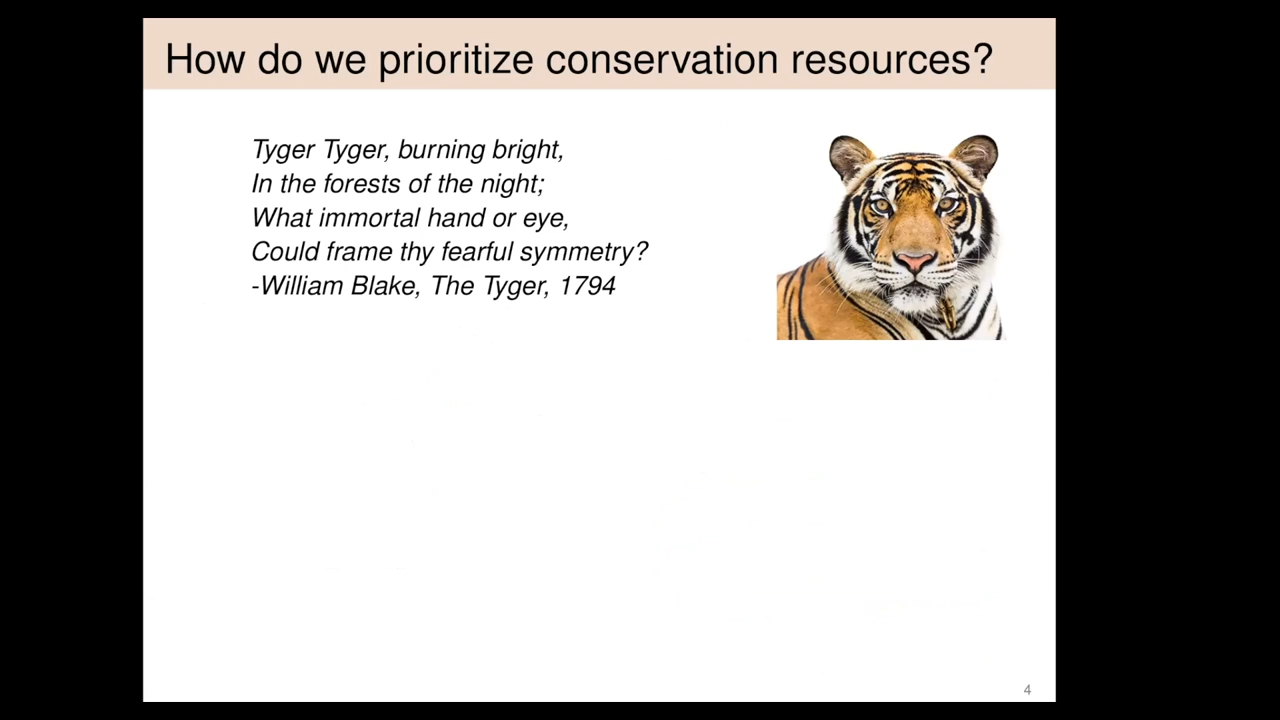 How do we prioritize conservation resources?
Tyger Tyger, burning bright,
In the forests of the night;
What immortal hand or eye,
Could frame thy fearful symmetry?
-William Blake, The Tyger, 1794
4